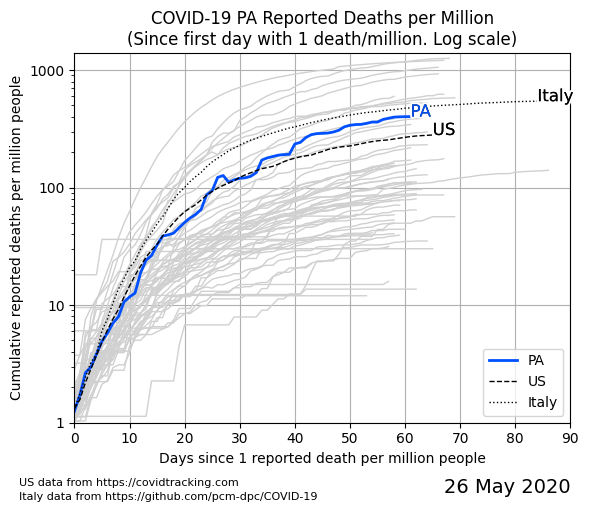 COVID-19 PA Reported Deaths per Million
(Since first day with 1 death/million. Log scale)
Cumulative reported deaths per million people
1000
100
10
1
Italy
PA
US
PA
US
Italy
0 10 20 30 40 50 60 70 80 90
Days since 1 reported death per million people
US data from https://covidtracking.com
Italy data from https://github.com/pcm-dpc/COVID-19
26 May 2020